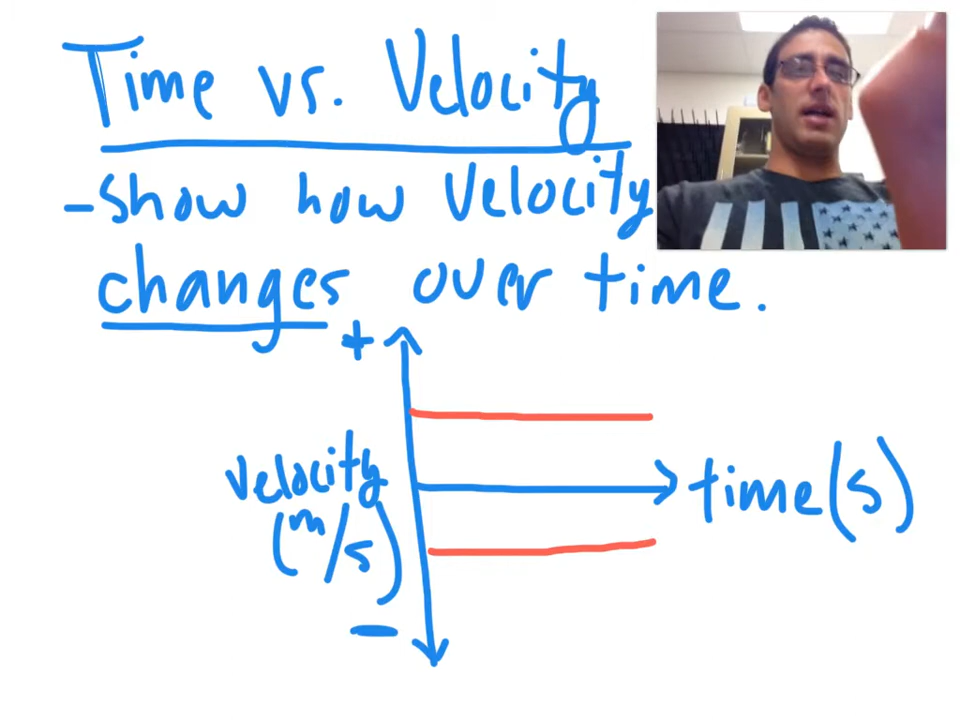 Time vs. Velocity
-show how velocity
changes over time.
+
velocity
(m/s)
time(s)
-